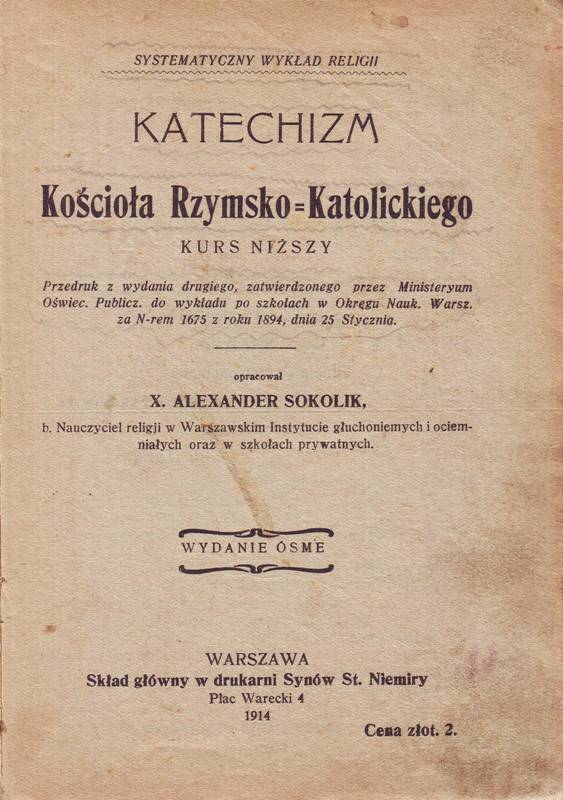 SYSTEMATYCZNY WYKŁAD RELIGII
KATECHIZM
Kościoła Rzymsko=Katolickiego
KURS NIŻSZY
Przedruk z wydania drugiego, zatwierdzonego przez Ministeryum
Oświec. Publicz. do wykładu po szkołach w Okręgu Nauk. Warsz.
za N-rem 1675 z roku 1894, dnia 25 Stycznia.
opracował
X. ALEXANDER SOKOLIK,
b. Nauczyciel religji w Warszawskim Instytucie głuchoniemych i ociem-
niałych oraz w szkołach prywatnych.
WYDANIE ÓSME
WARSZAWA
Skład główny w drukarni Synów St. Niemiry
Plac Warecki 4
1914
Cena złot. 2.